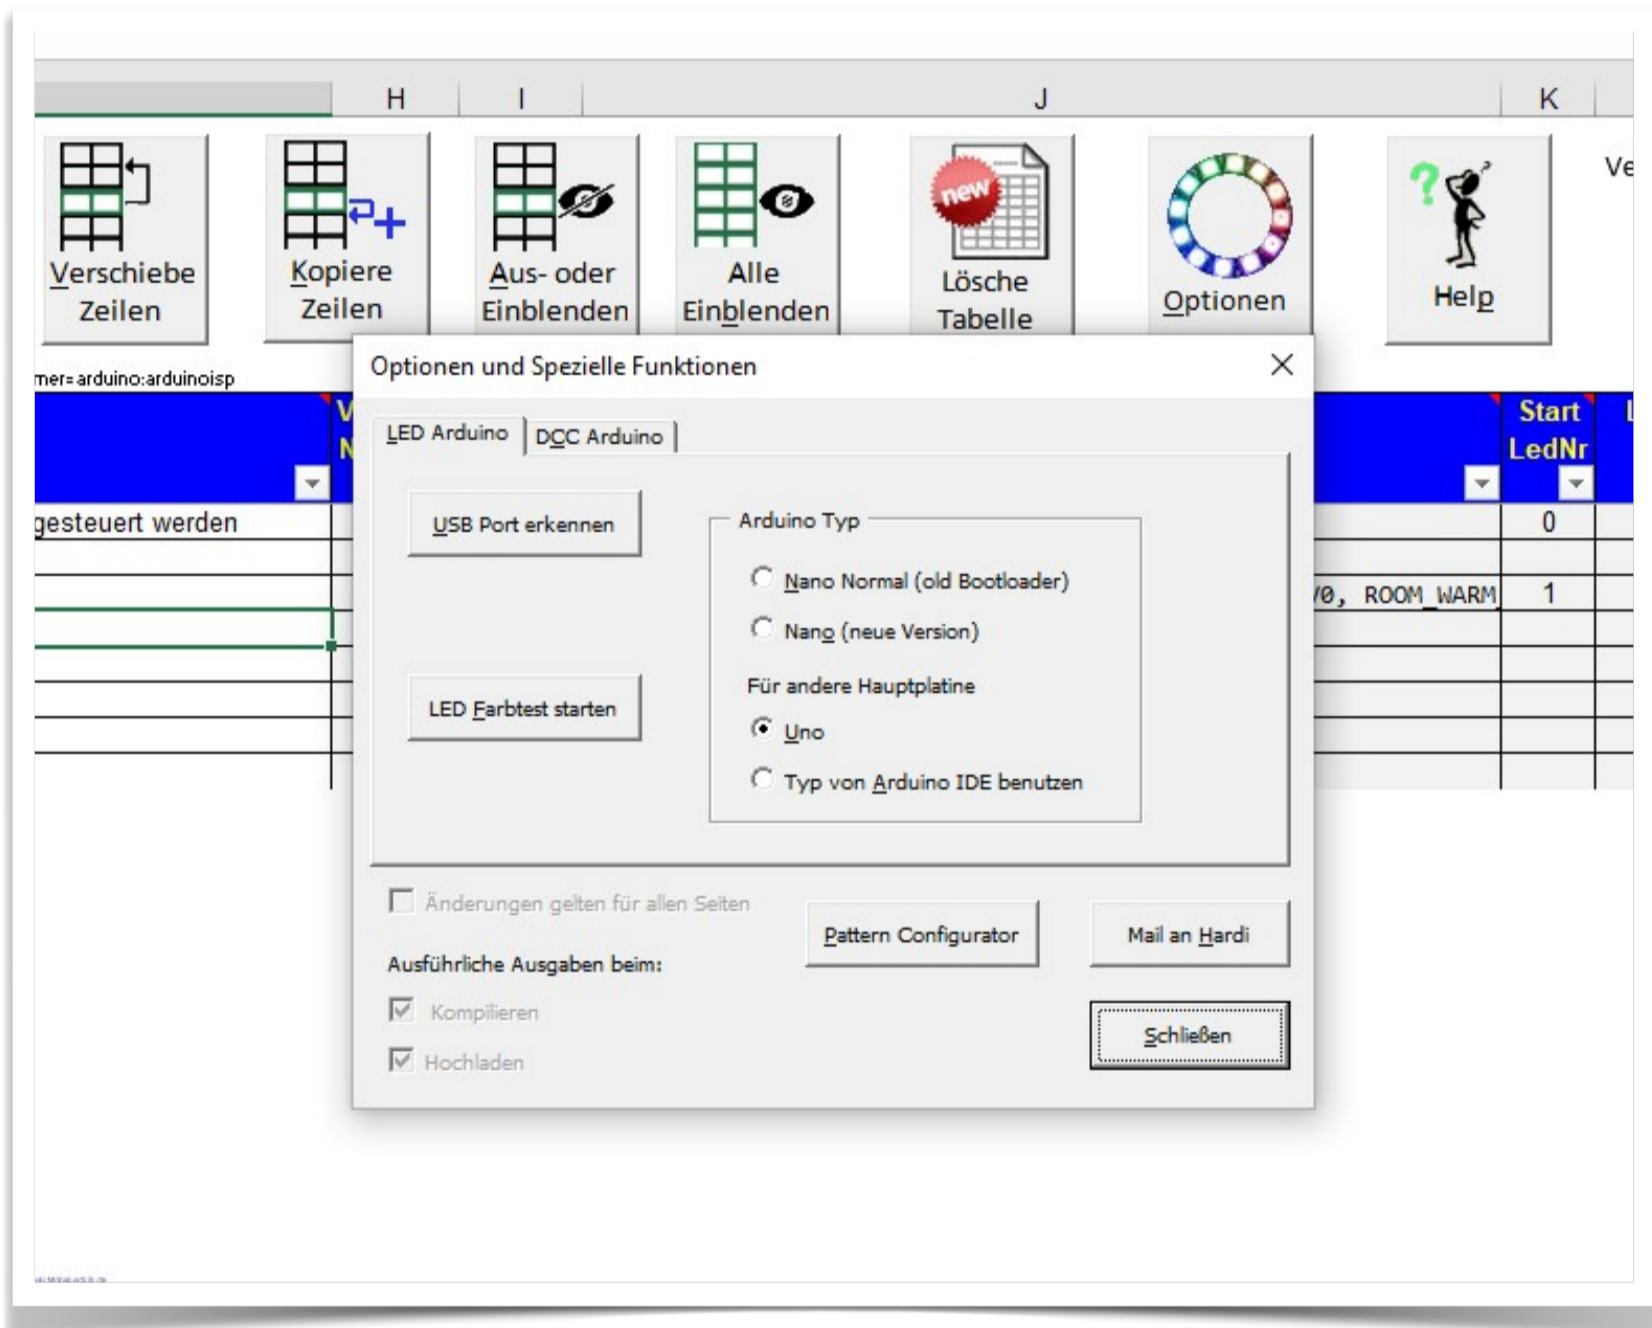 H I J K
new
Verschiebe
Zeilen
Kopiere
Zeilen
Aus- oder
Einblenden
Alle
Einblenden
Lösche
Tabelle
Optionen
?
Help
Ve
mer=arduino:arduinoisp
Optionen und Spezielle Funktionen
V
N
Start
LedNr
LED Arduino
DCC Arduino
gesteuert werden
0
USB Port erkennen
Arduino Typ
Nano Normal (old Bootloader)
/0, ROOM_WARM_
1
Nano (neue Version)
Für andere Hauptplatine
LED Farbtest starten
Uno
Typ von Arduino IDE benutzen
Änderungen gelten für allen Seiten
Pattern Configurator
Mail an Hardi
Ausführliche Ausgaben beim:
Kompilieren
Schließen
Hochladen